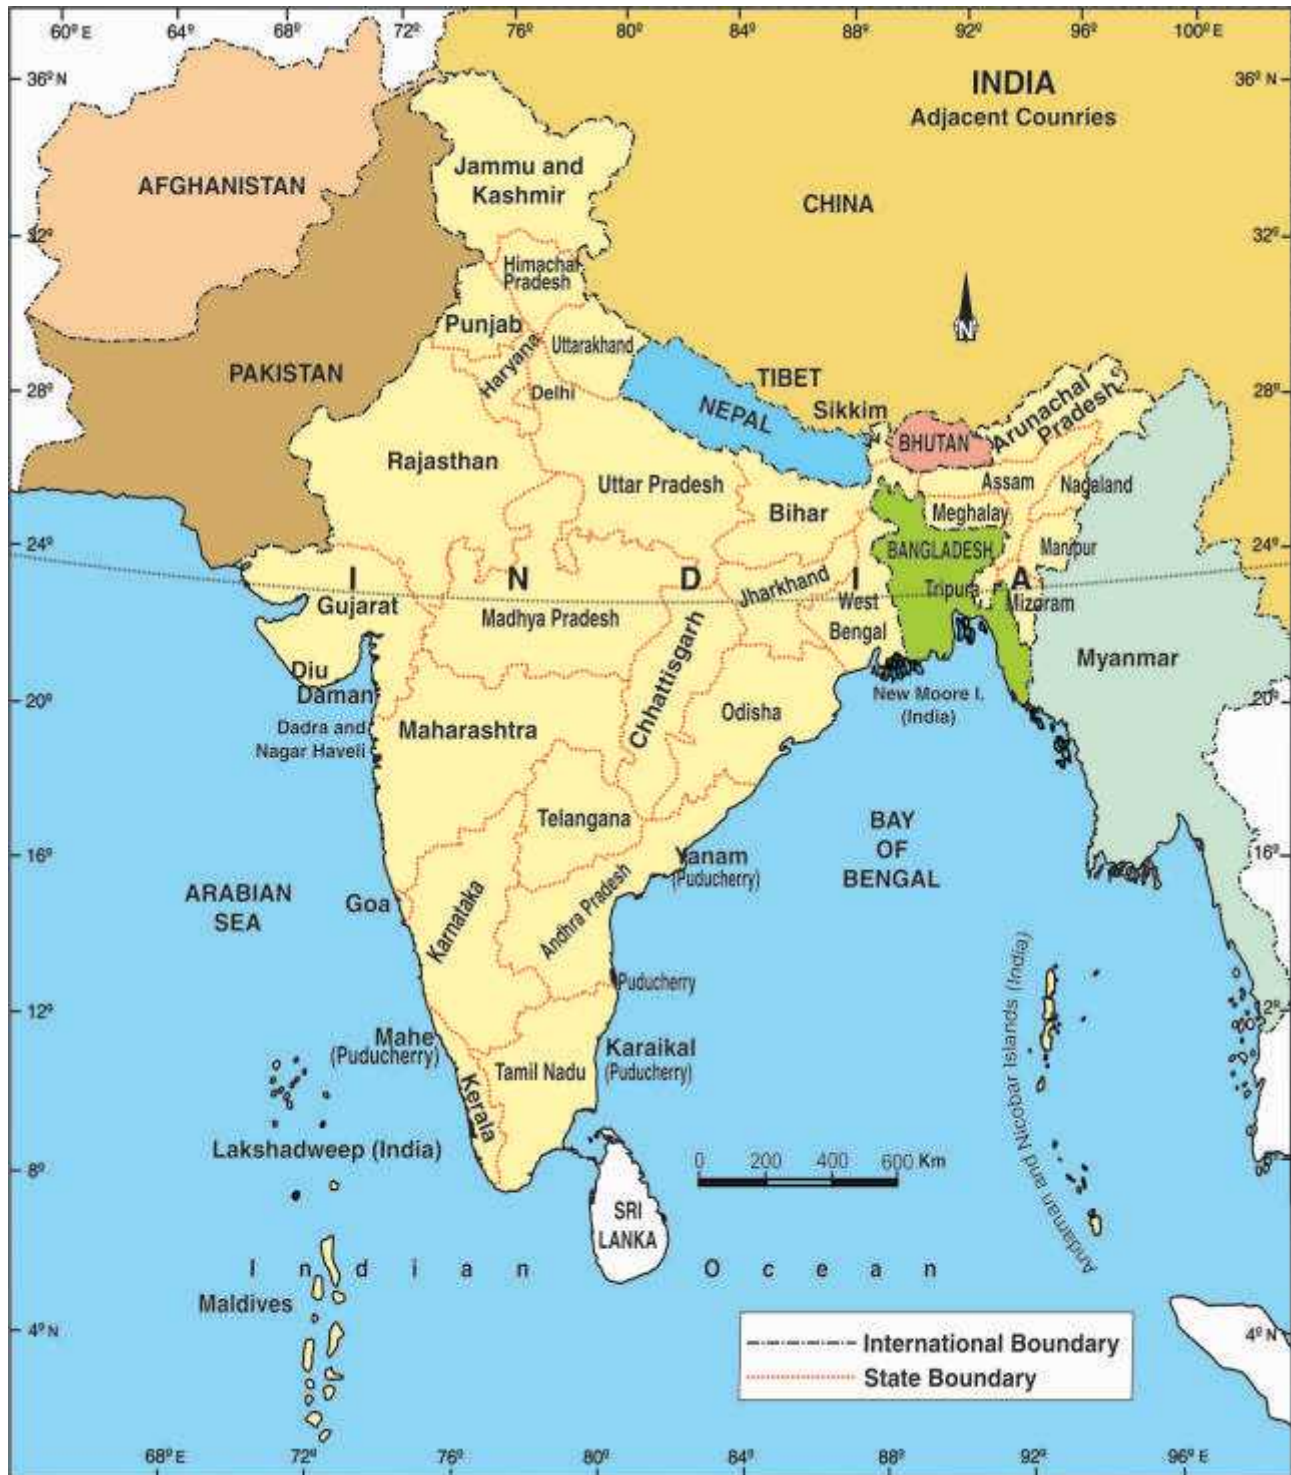 60º E 64º 68º 72º 76º 80º 84º 88º 92º 96º 100º E
36º N
36º N
INDIA
Adjacent Counries
Jammu and
Kashmir
AFGHANISTAN
CHINA
32º
32º
Himachal
Pradesh
Punjab
Uttarakhand
N
Haryana
PAKISTAN
TIBET
28º
28º
Delhi
NEPAL
Sikkim
Arunachal
Pradesh
BHUTAN
Rajasthan
Uttar Pradesh
Assam
Nageland
Bihar
Meghalay
24º
24º
BANGLADESH
Manipur
I N D I A
Jharkhand
Tripura
Gujarat
Madhya Pradesh
West
Bengal
Mizoram
Chhattisgarh
Myanmar
Diu
Daman
20º
20º
New Moore I.
(India)
Odisha
Dadra and
Nagar Haveli
Maharashtra
Telangana
BAY
OF
BENGAL
16º
16º
Yanam
(Puducherry)
ARABIAN
SEA
Goa
Karnataka
Andhra Pradesh
Puducherry
12º
12º
Andaman and Nicobar Islands (India)
Mahe
(Puducherry)
Karaikal
(Puducherry)
Tamil Nadu
Kerala
Lakshadweep (India)
8º
8º
0 200 400 600 Km
SRI
LANKA
I n d i a n O c e a n
Maldives
4º N
4º N
International Boundary
State Boundary
68º E 72º 76º 80º 84º 88º 92º 96º E